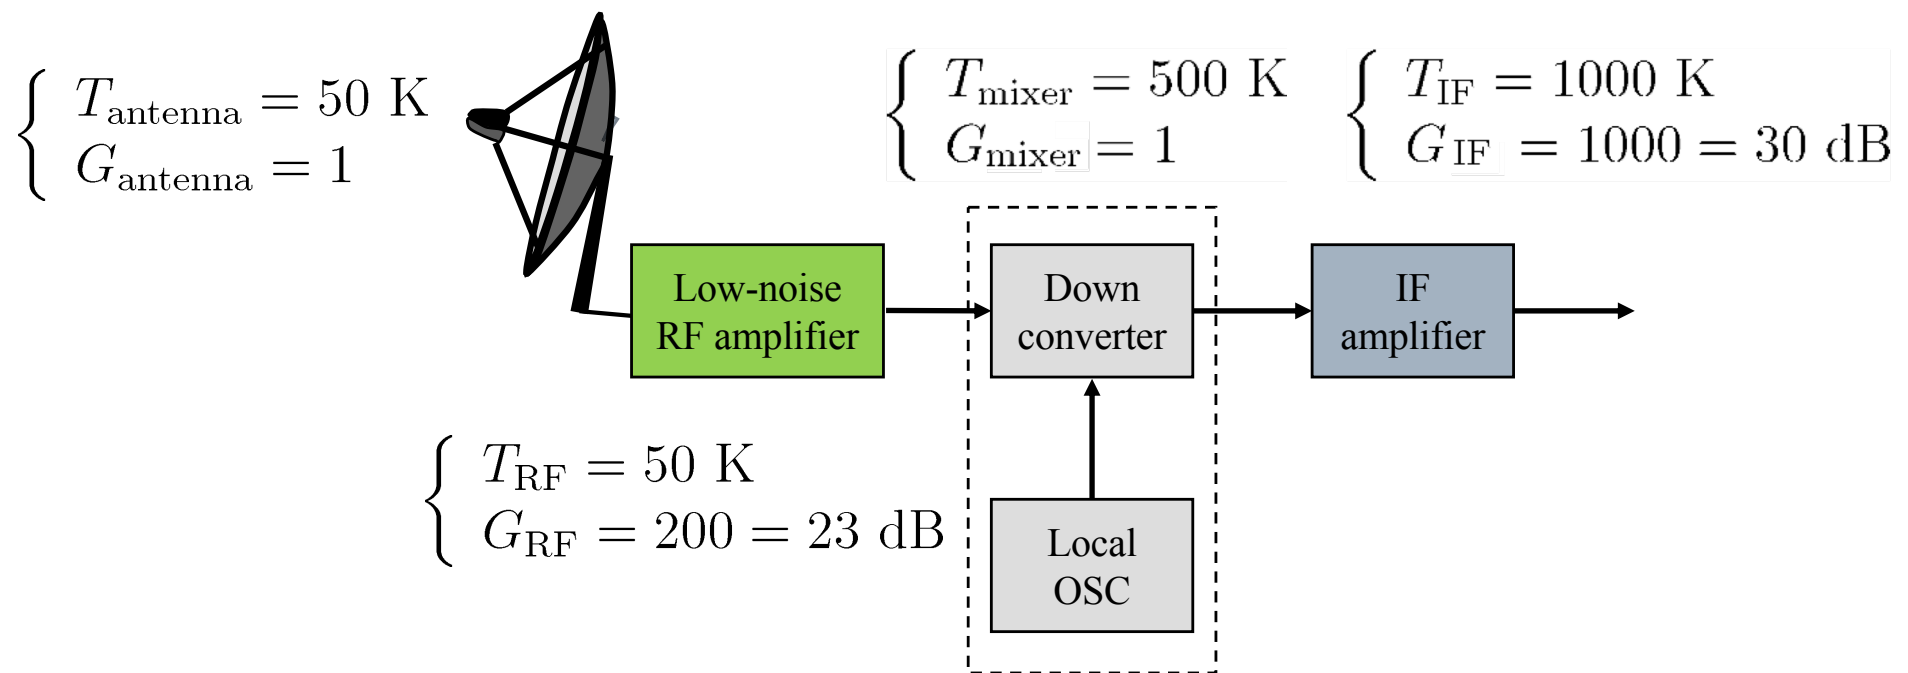 T_antenna = 50 K
G_antenna = 1
T_mixer = 500 K
G_mixer = 1
T_IF = 1000 K
G_IF = 1000 = 30 dB
Low-noise
RF amplifier
Down
converter
IF
amplifier
T_RF = 50 K
G_RF = 200 = 23 dB
Local
OSC